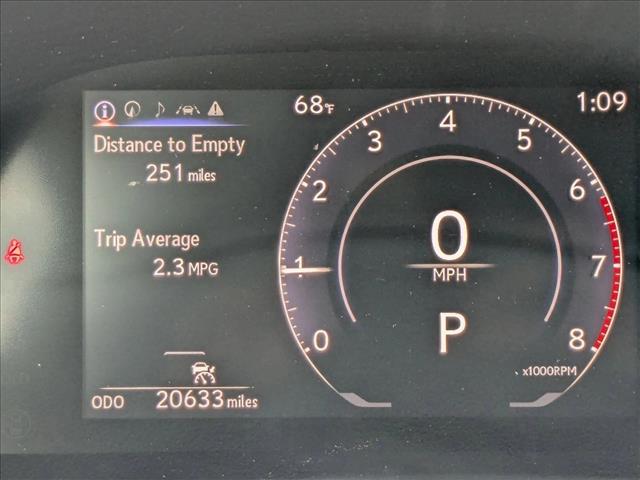 68°F
1:09
Distance to Empty
251 miles
Trip Average
2.3 MPG
ODO 20633 miles
0
1
2
3
4
5
6
7
8
x1000RPM
0
MPH
P